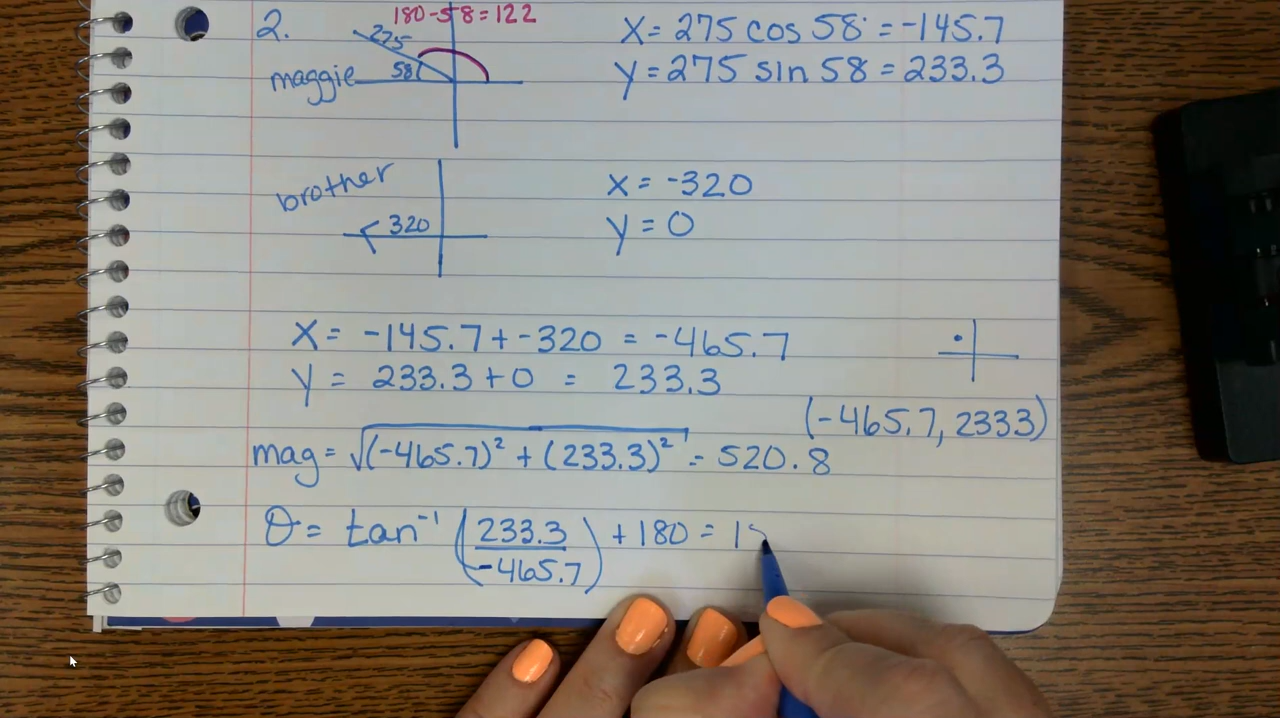 180-58=122
2.
275
58
maggie
X = 275 cos 58 = -145.7
Y = 275 sin 58 = 233.3
brother
320
X = -320
Y = 0
X = -145.7 + -320 = -465.7
Y = 233.3 + 0 = 233.3
(-465.7, 2333)
mag = √(-465.7)² + (233.3)² = 520.8
θ = tan⁻¹ (233.3 / -465.7) + 180 = 1